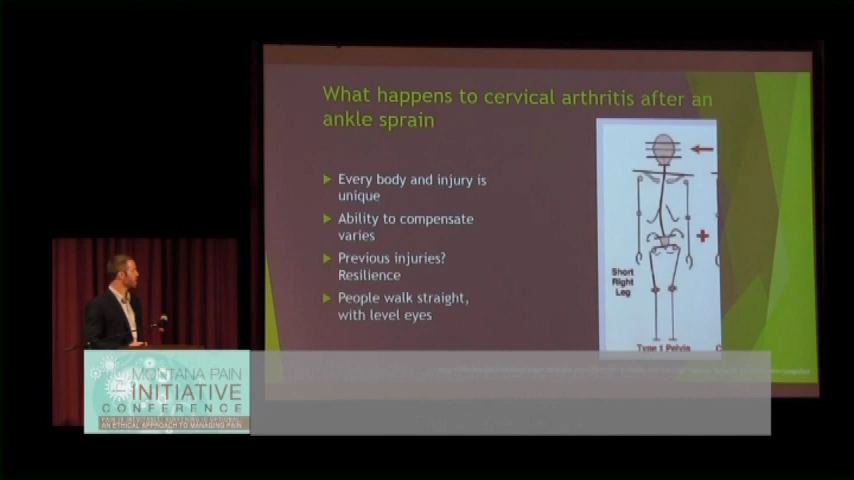 What happens to cervical arthritis after an
ankle sprain
Every body and injury is
unique
Ability to compensate
varies
Previous injuries?
Resilience
People walk straight,
with level eyes
Short
Right
Leg
Type 1 Pelvis
MONTANA PAIN
INITIATIVE
CONFERENCE
AN ETHICAL APPROACH TO MANAGING PAIN